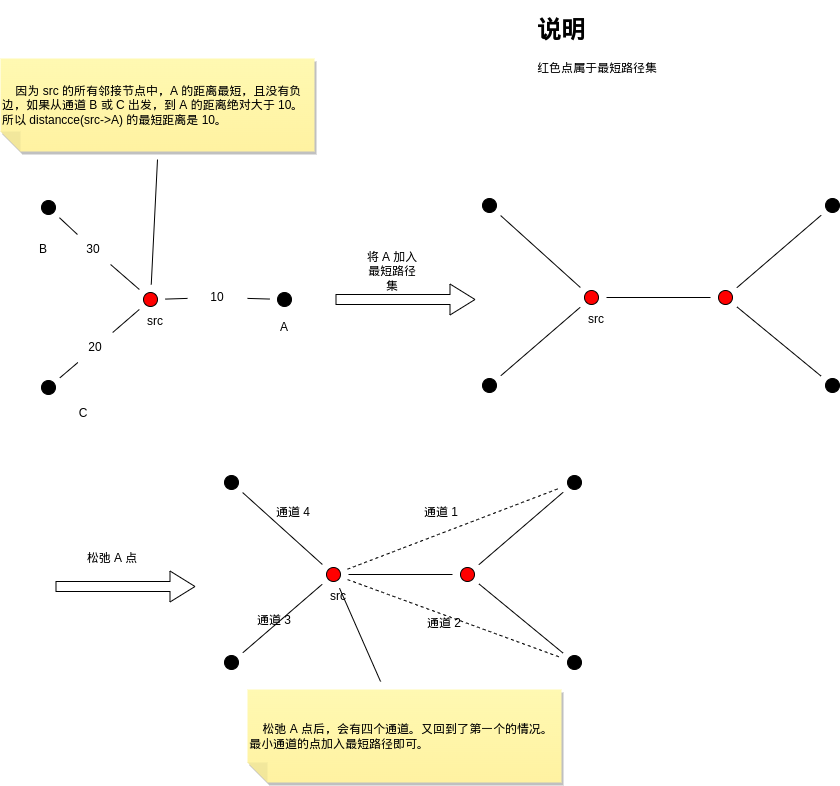 说明
红色点属于最短路径集
因为 src 的所有邻接节点中，A 的距离最短，且没有负
边，如果从通道 B 或 C 出发，到 A 的距离绝对大于 10。
所以 distancce(src->A) 的最短距离是 10。
B
30
10
src
A
20
C
将 A 加入
最短路径
集
src
松弛 A 点
通道 4
通道 1
src
通道 3
通道 2
松弛 A 点后，会有四个通道。又回到了第一个的情况。
最小通道的点加入最短路径即可。